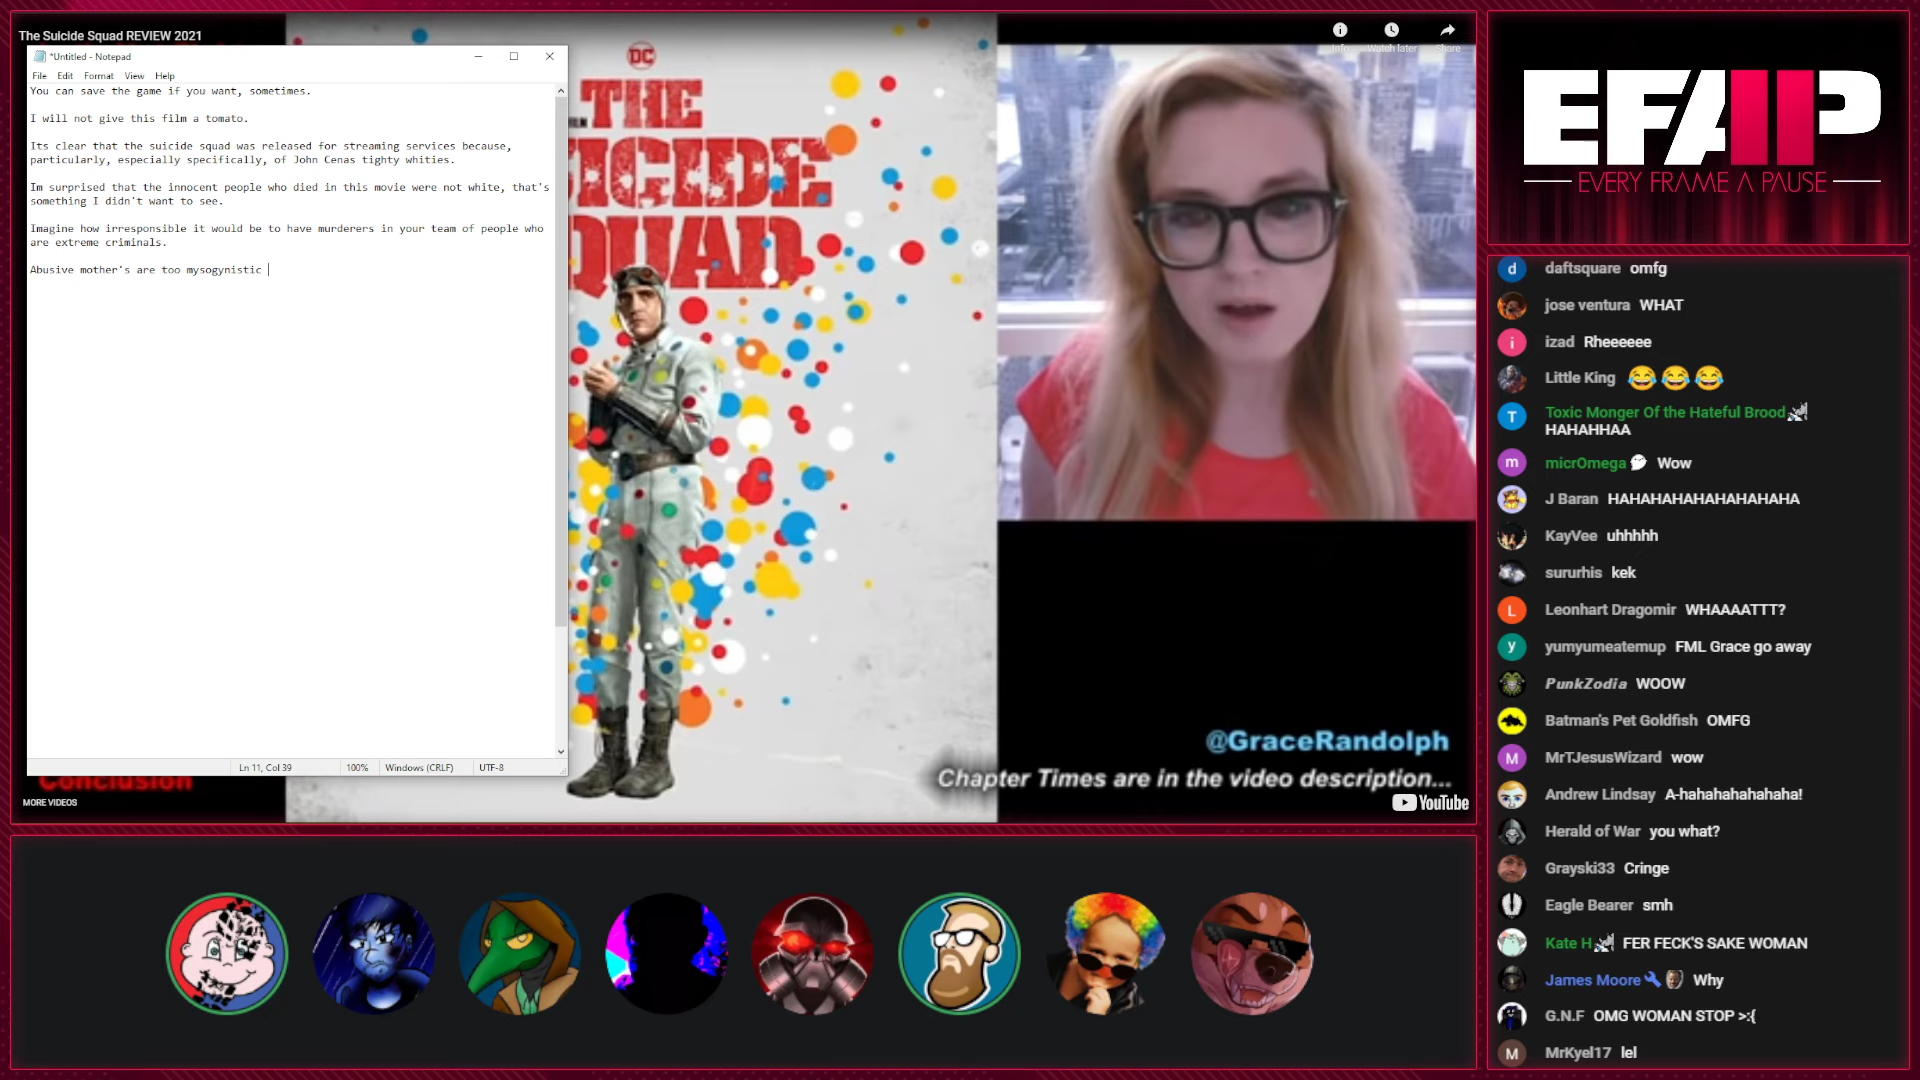 The Suicide Squad REVIEW 2021
*Untitled - Notepad
File Edit Format View Help
You can save the game if you want, sometimes.
I will not give this film a tomato.
Its clear that the suicide squad was released for streaming services because,
particularly, especially specifically, of John Cenas tighty whities.
Im surprised that the innocent people who died in this movie were not white, that's
something I didn't want to see.
Imagine how irresponsible it would be to have murderers in your team of people who
are extreme criminals.
Abusive mother's are too mysogynistic
Ln 11, Col 39 100% Windows (CRLF) UTF-8
Conclusion
MORE VIDEOS
DC
THE
ICIDE
QUAD
Info Watch later Share
@GraceRandolph
Chapter Times are in the video description...
YouTube
EFAP
EVERY FRAME A PAUSE
d daftsquare omfg
jose ventura WHAT
i izad Rheeeeee
Little King 😂😂😂
T Toxic Monger Of the Hateful Brood
HAHAHHAA
m micrOmega Wow
J Baran HAHAHAHAHAHAHAHA
KayVee uhhhhh
sururhis kek
L Leonhart Dragomir WHAAAATTT?
y yumyumeatemup FML Grace go away
PunkZodia WOOW
Batman's Pet Goldfish OMFG
M MrTJesusWizard wow
Andrew Lindsay A-hahahahahahaha!
Herald of War you what?
Grayski33 Cringe
Eagle Bearer smh
Kate H FER FECK'S SAKE WOMAN
James Moore Why
G.N.F OMG WOMAN STOP >:{
M MrKyel17 lel